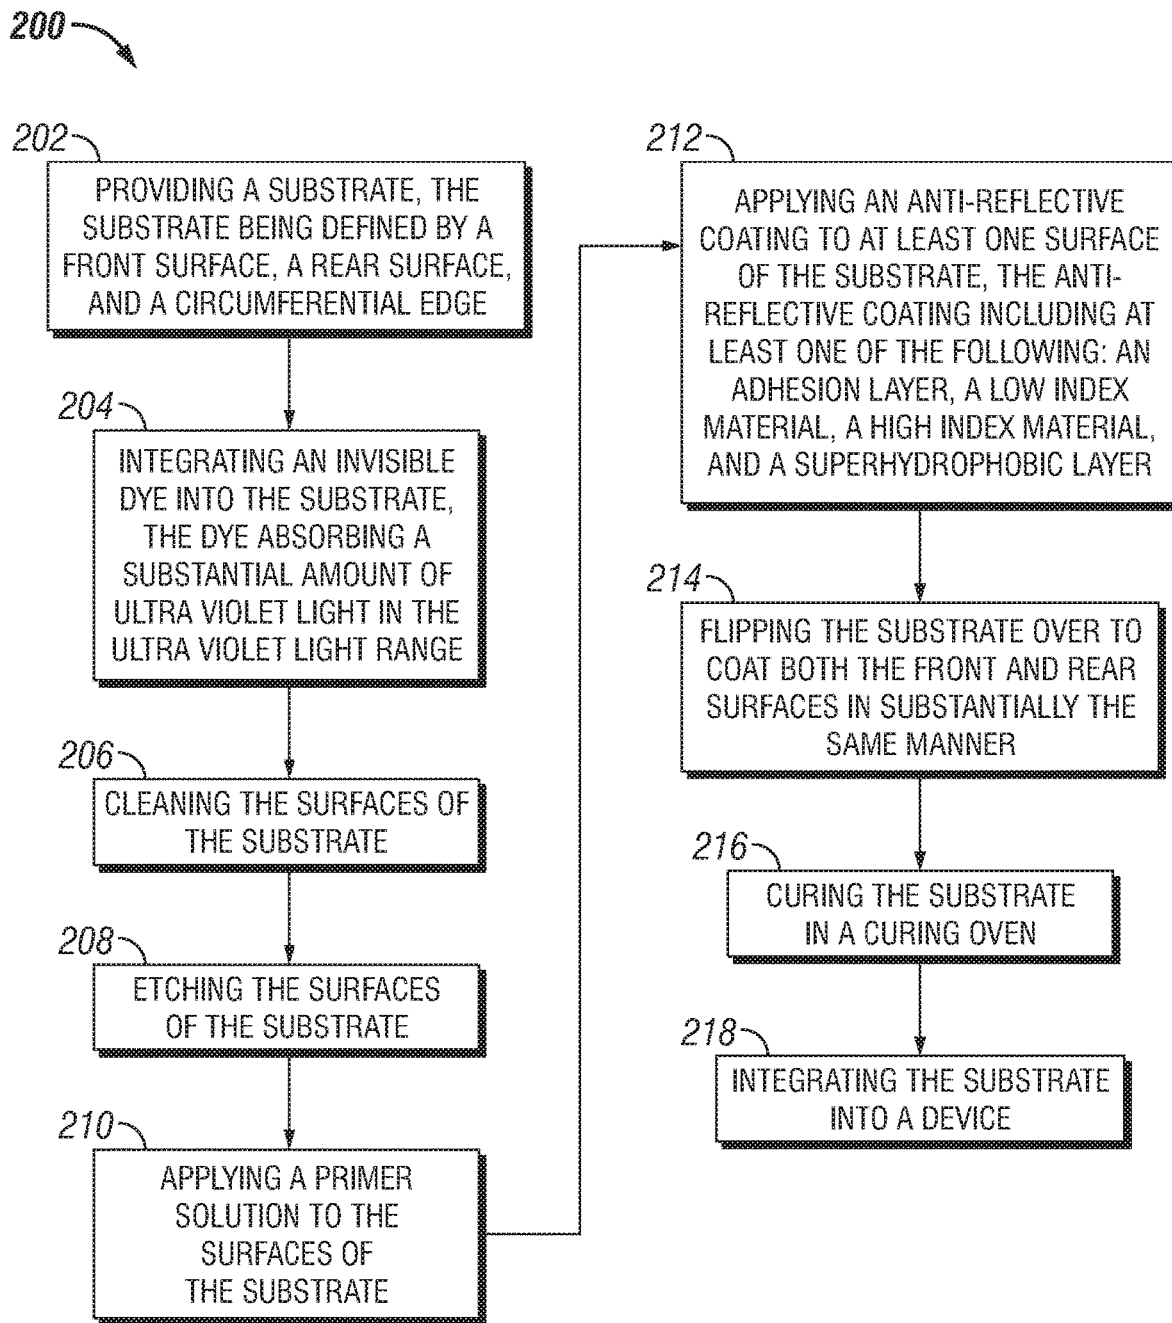 200
202
PROVIDING A SUBSTRATE, THE
SUBSTRATE BEING DEFINED BY A
FRONT SURFACE, A REAR SURFACE,
AND A CIRCUMFERENTIAL EDGE
204
INTEGRATING AN INVISIBLE
DYE INTO THE SUBSTRATE,
THE DYE ABSORBING A
SUBSTANTIAL AMOUNT OF
ULTRA VIOLET LIGHT IN THE
ULTRA VIOLET LIGHT RANGE
206
CLEANING THE SURFACES OF
THE SUBSTRATE
208
ETCHING THE SURFACES
OF THE SUBSTRATE
210
APPLYING A PRIMER
SOLUTION TO THE
SURFACES OF
THE SUBSTRATE
212
APPLYING AN ANTI-REFLECTIVE
COATING TO AT LEAST ONE SURFACE
OF THE SUBSTRATE, THE ANTI-
REFLECTIVE COATING INCLUDING AT
LEAST ONE OF THE FOLLOWING: AN
ADHESION LAYER, A LOW INDEX
MATERIAL, A HIGH INDEX MATERIAL,
AND A SUPERHYDROPHOBIC LAYER
214
FLIPPING THE SUBSTRATE OVER TO
COAT BOTH THE FRONT AND REAR
SURFACES IN SUBSTANTIALLY THE
SAME MANNER
216
CURING THE SUBSTRATE
IN A CURING OVEN
218
INTEGRATING THE SUBSTRATE
INTO A DEVICE